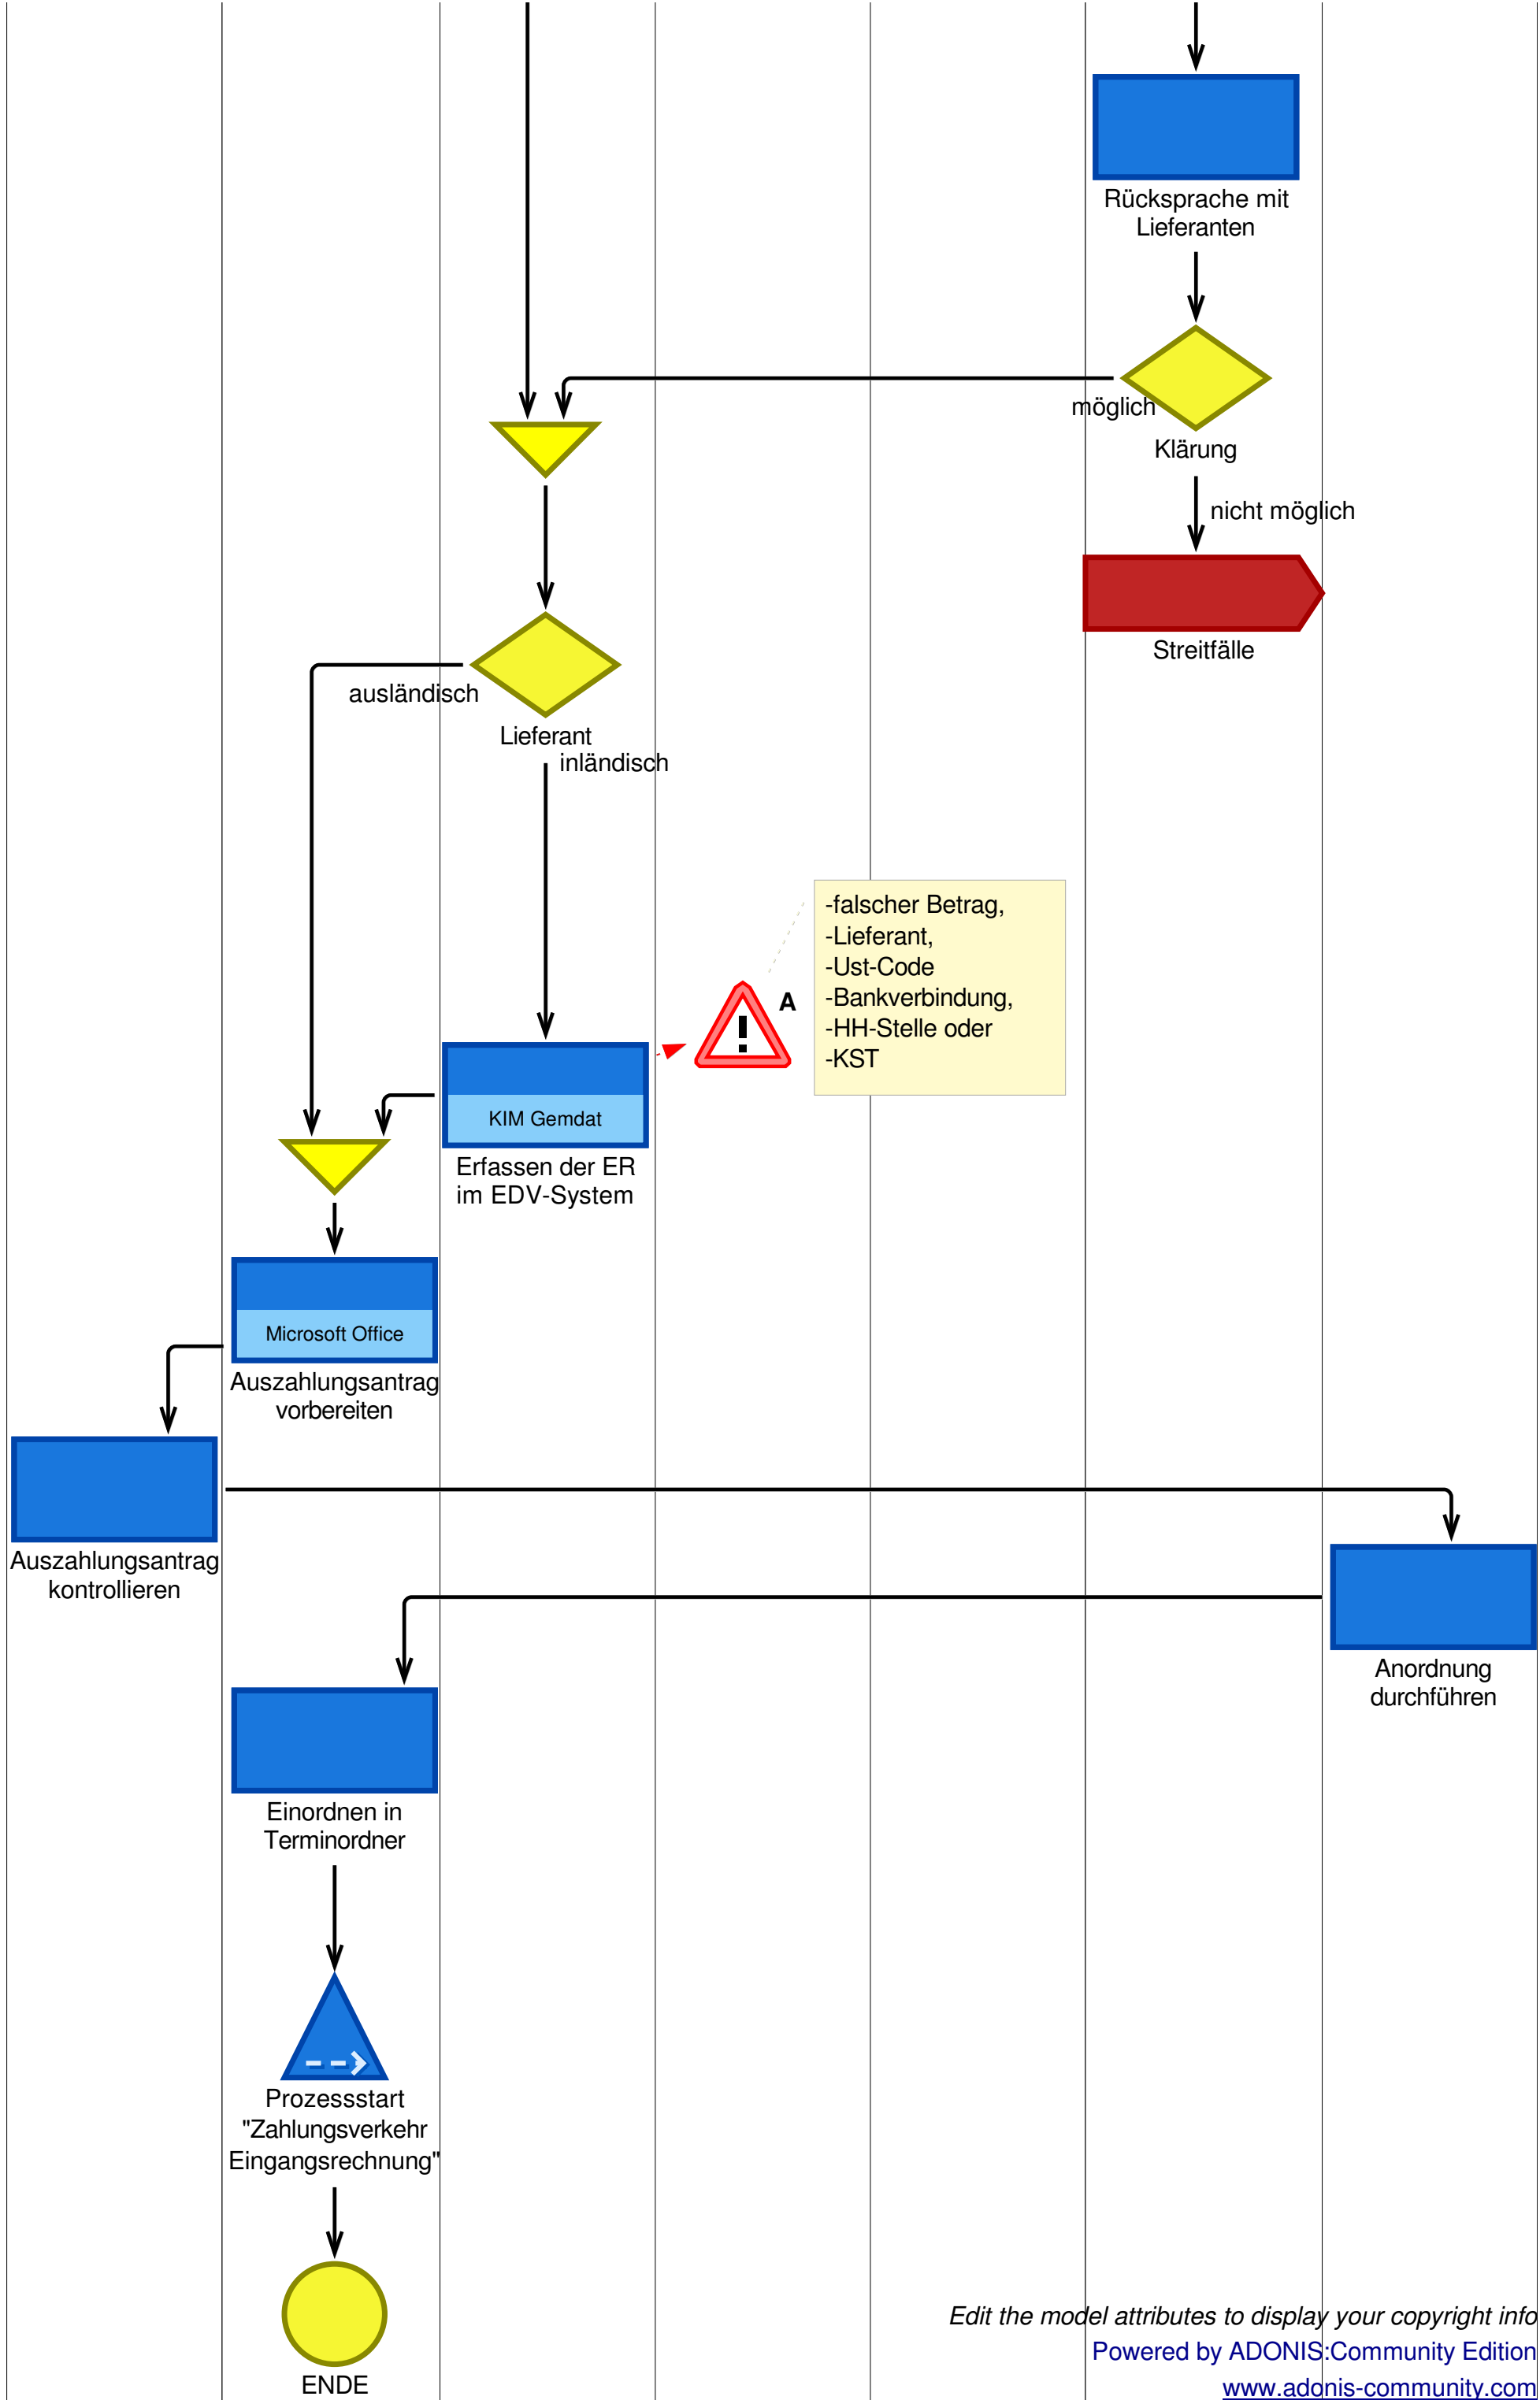 Rücksprache mit
Lieferanten
möglich
Klärung
nicht möglich
Streitfälle
ausländisch
Lieferant
inländisch
-falscher Betrag,
-Lieferant,
-Ust-Code
-Bankverbindung,
-HH-Stelle oder
-KST
A
!
KIM Gemdat
Erfassen der ER
im EDV-System
Microsoft Office
Auszahlungsantrag
vorbereiten
Auszahlungsantrag
kontrollieren
Anordnung
durchführen
Einordnen in
Terminordner
Prozessstart
"Zahlungsverkehr
Eingangsrechnung"
ENDE
Edit the model attributes to display your copyright info
Powered by ADONIS:Community Edition
www.adonis-community.com